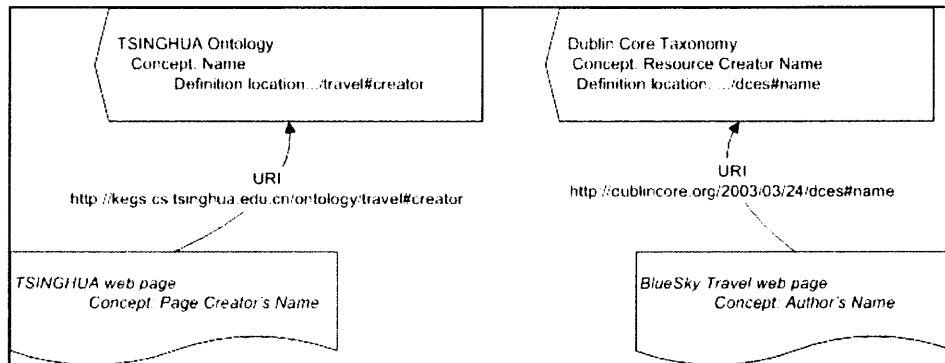 TSINGHUA Ontology
Concept: Name
Definition location:../travel#creator
Dublin Core Taxonomy
Concept: Resource Creator Name
Definition location: .../dces#name
URI
http://kegs.cs.tsinghua.edu.cn/ontology/travel#creator
URI
http://dublincore.org/2003/03/24/dces#name
TSINGHUA web page
Concept: Page Creator's Name
BlueSky Travel web page
Concept: Author's Name